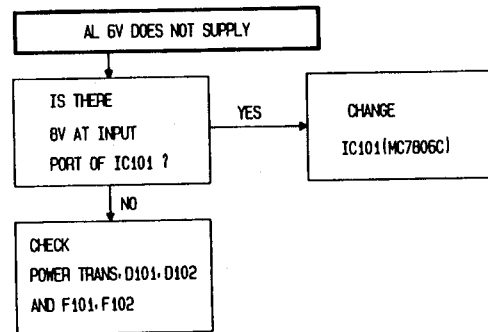 AL 6V DOES NOT SUPPLY
IS THERE
8V AT INPUT
PORT OF IC101 ?
YES
CHANGE
IC101(MC7806C)
NO
CHECK
POWER TRANS, D101, D102
AND F101, F102